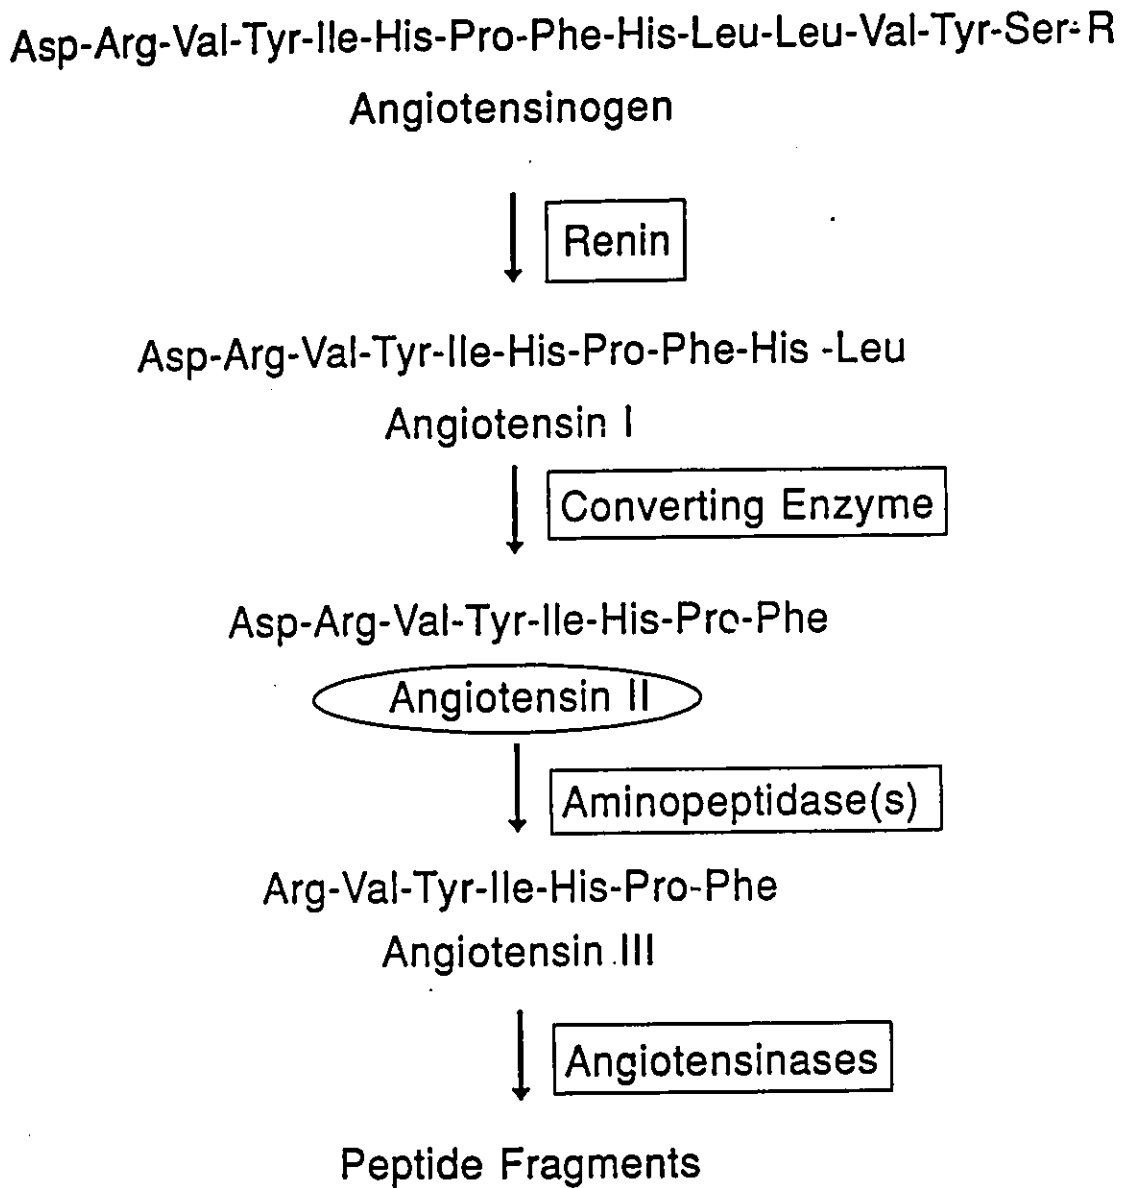 Asp-Arg-Val-Tyr-Ile-His-Pro-Phe-His-Leu-Leu-Val-Tyr-Ser-R
Angiotensinogen
Renin
Asp-Arg-Val-Tyr-Ile-His-Pro-Phe-His -Leu
Angiotensin I
Converting Enzyme
Asp-Arg-Val-Tyr-Ile-His-Pro-Phe
Angiotensin II
Aminopeptidase(s)
Arg-Val-Tyr-Ile-His-Pro-Phe
Angiotensin III
Angiotensinases
Peptide Fragments